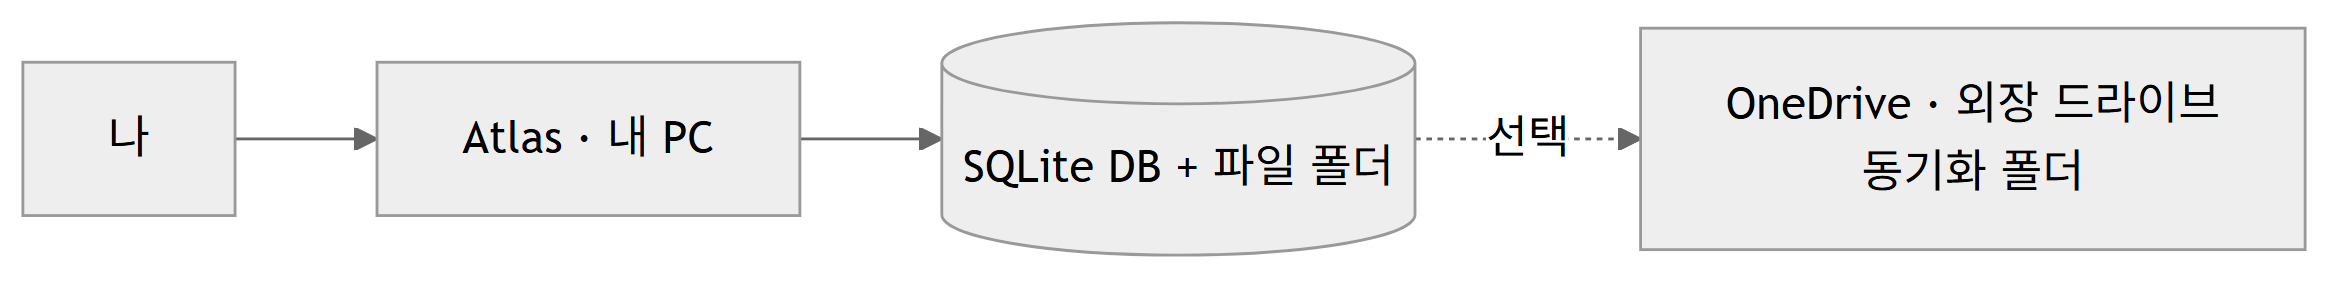 나
Atlas · 내 PC
SQLite DB + 파일 폴더
선택
OneDrive · 외장 드라이브
동기화 폴더